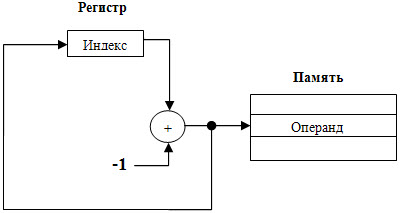 Регистр
Индекс
Память
+
Операнд
-1